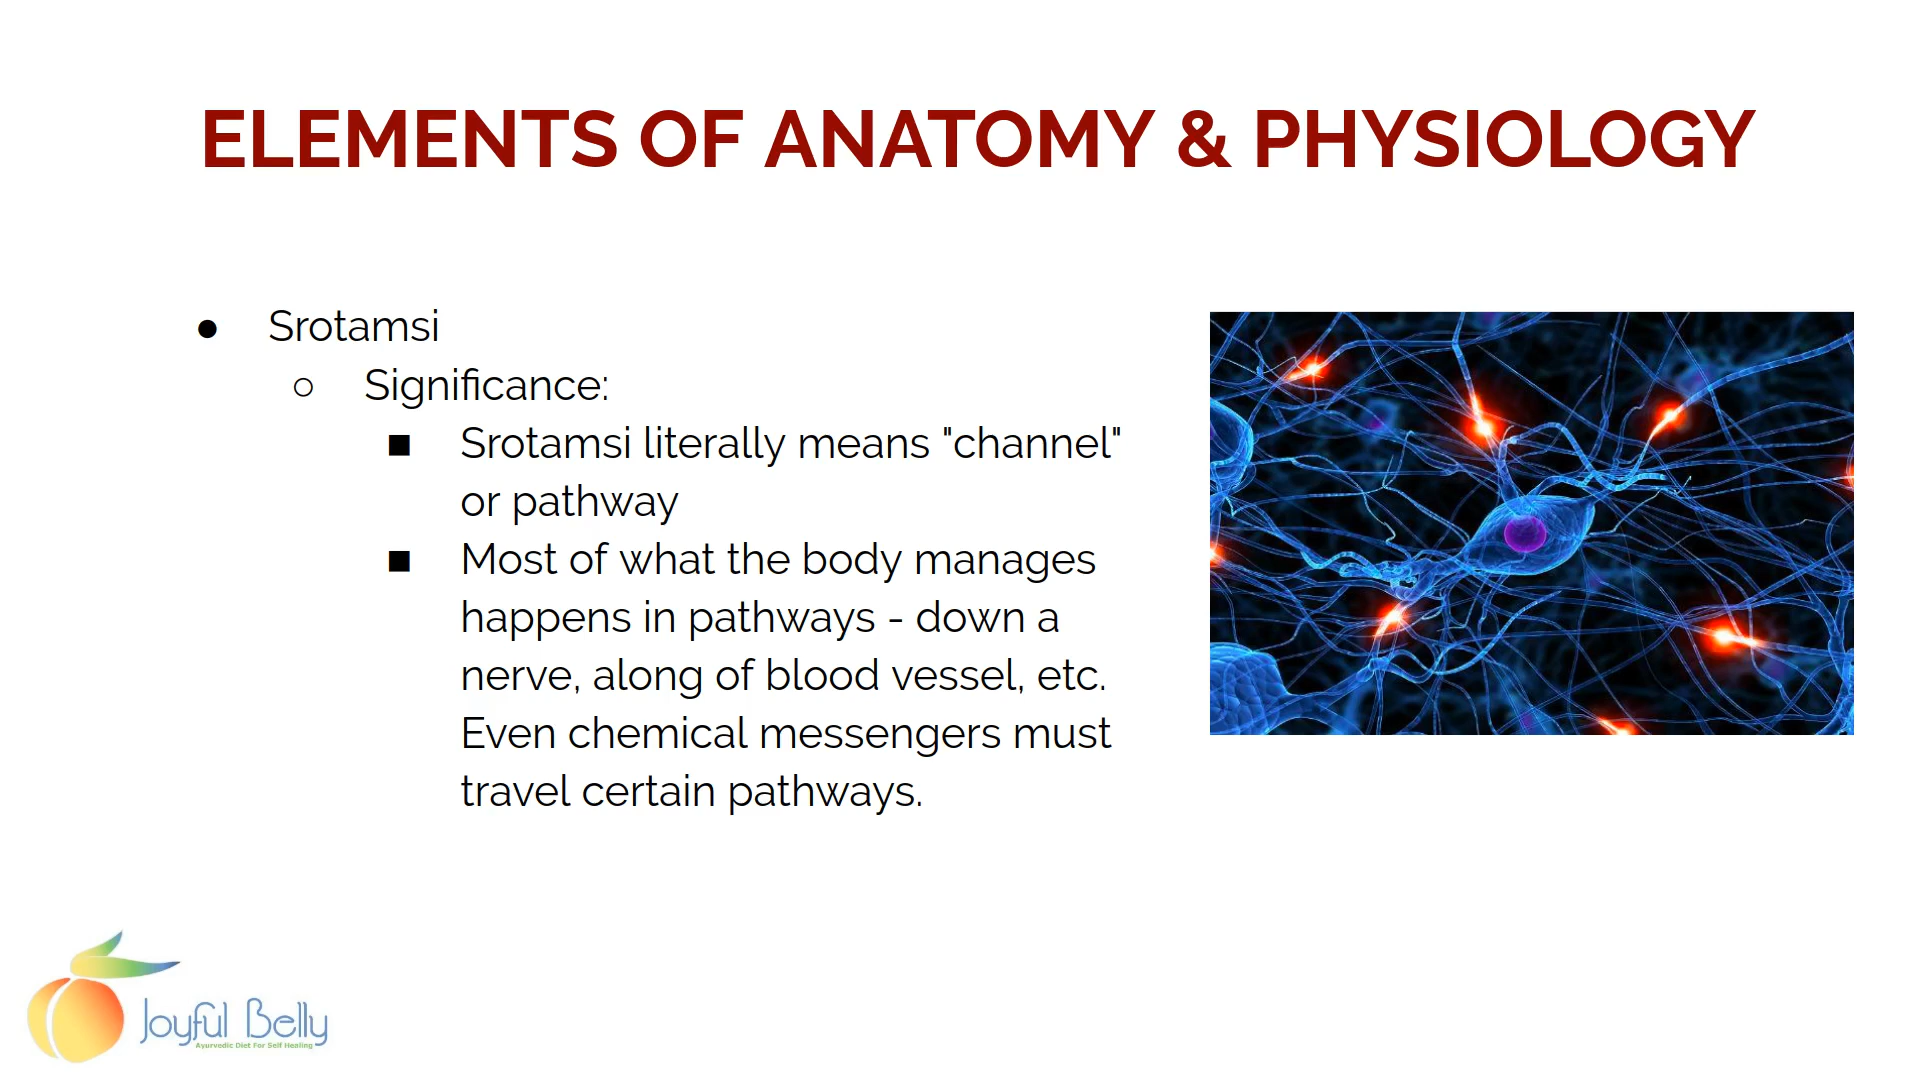 ELEMENTS OF ANATOMY & PHYSIOLOGY
● Srotamsi
○ Significance:
■ Srotamsi literally means "channel"
or pathway
■ Most of what the body manages
happens in pathways - down a
nerve, along of blood vessel, etc.
Even chemical messengers must
travel certain pathways.
Joyful Belly
Ayurvedic Diet For Self Healing